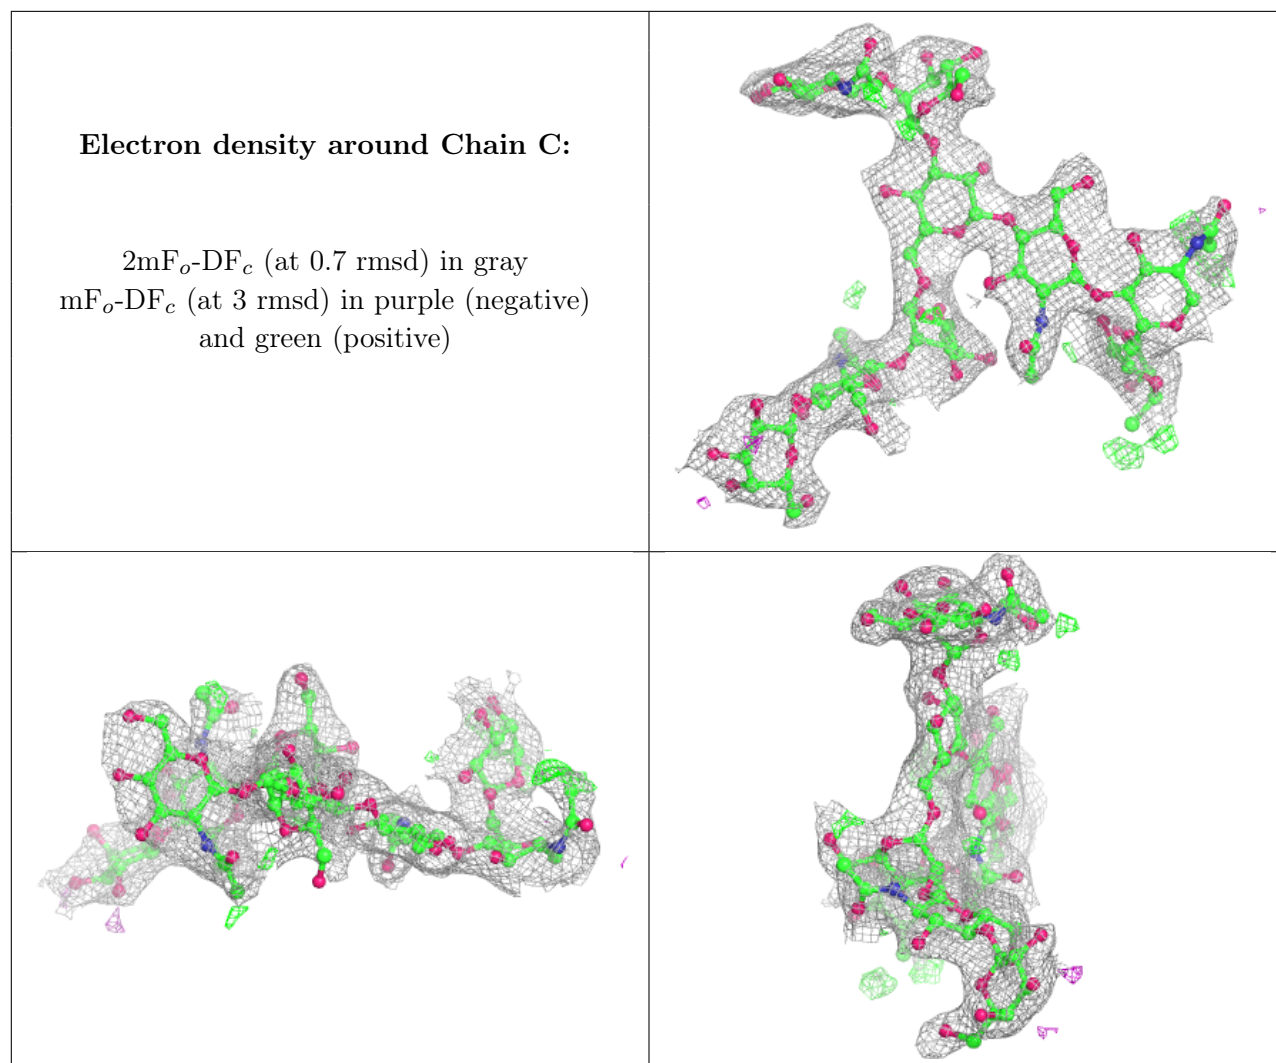 Electron density around Chain C:
2mFo-DFc (at 0.7 rmsd) in gray
mFo-DFc (at 3 rmsd) in purple (negative)
and green (positive)